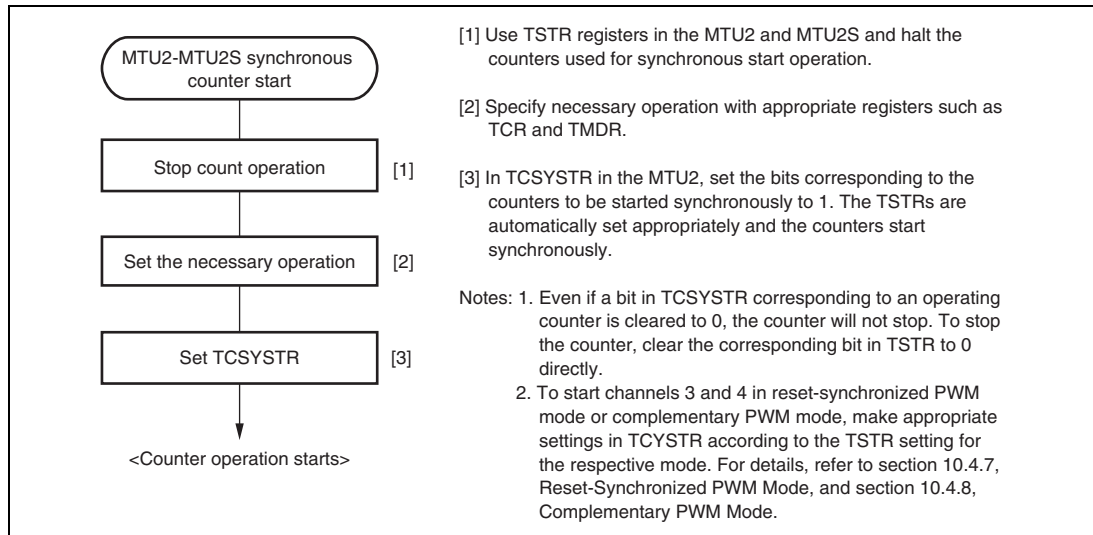 MTU2-MTU2S synchronous
counter start
Stop count operation
[1]
Set the necessary operation
[2]
Set TCSYSTR
[3]
<Counter operation starts>
[1] Use TSTR registers in the MTU2 and MTU2S and halt the
counters used for synchronous start operation.
[2] Specify necessary operation with appropriate registers such as
TCR and TMDR.
[3] In TCSYSTR in the MTU2, set the bits corresponding to the
counters to be started synchronously to 1. The TSTRs are
automatically set appropriately and the counters start
synchronously.
Notes: 1. Even if a bit in TCSYSTR corresponding to an operating
counter is cleared to 0, the counter will not stop. To stop
the counter, clear the corresponding bit in TSTR to 0
directly.
2. To start channels 3 and 4 in reset-synchronized PWM
mode or complementary PWM mode, make appropriate
settings in TCYSTR according to the TSTR setting for
the respective mode. For details, refer to section 10.4.7,
Reset-Synchronized PWM Mode, and section 10.4.8,
Complementary PWM Mode.